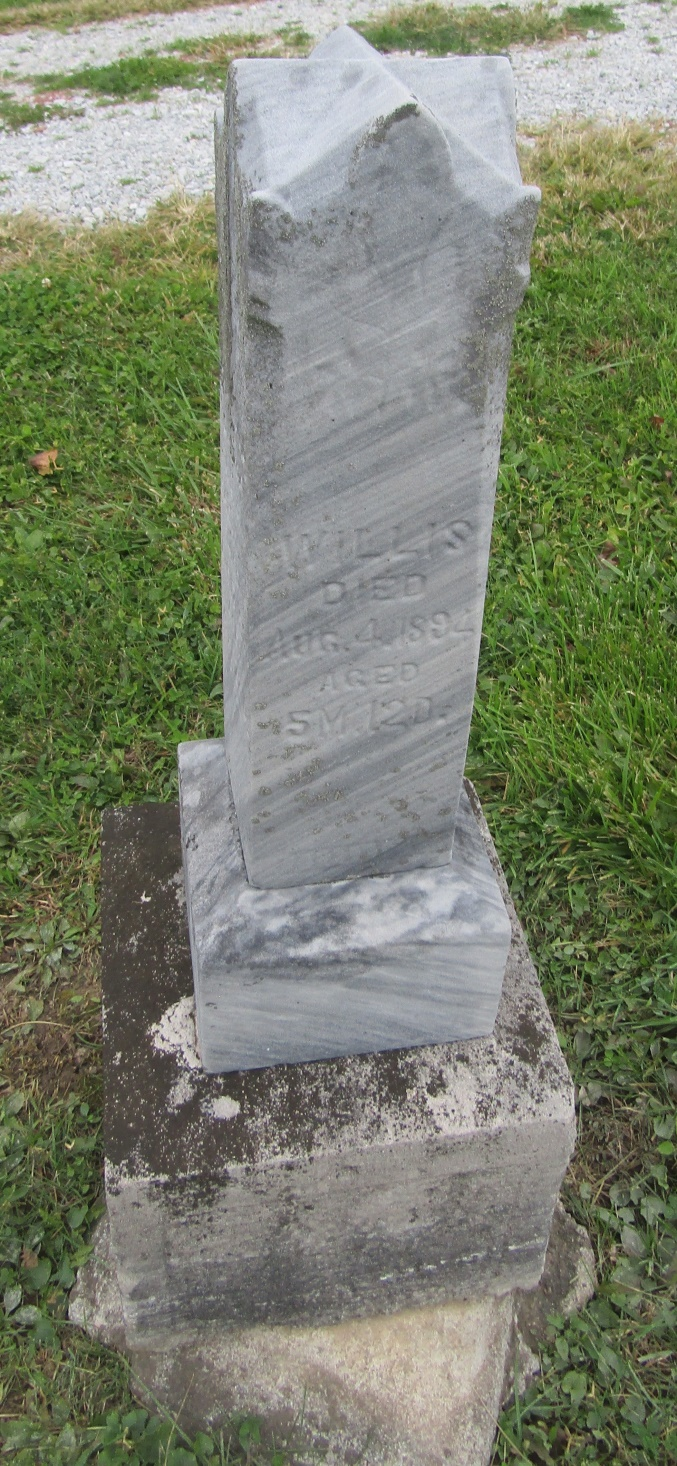 WILLIS
DIED
AUG. 4, 1894
AGED
5M. 12D.